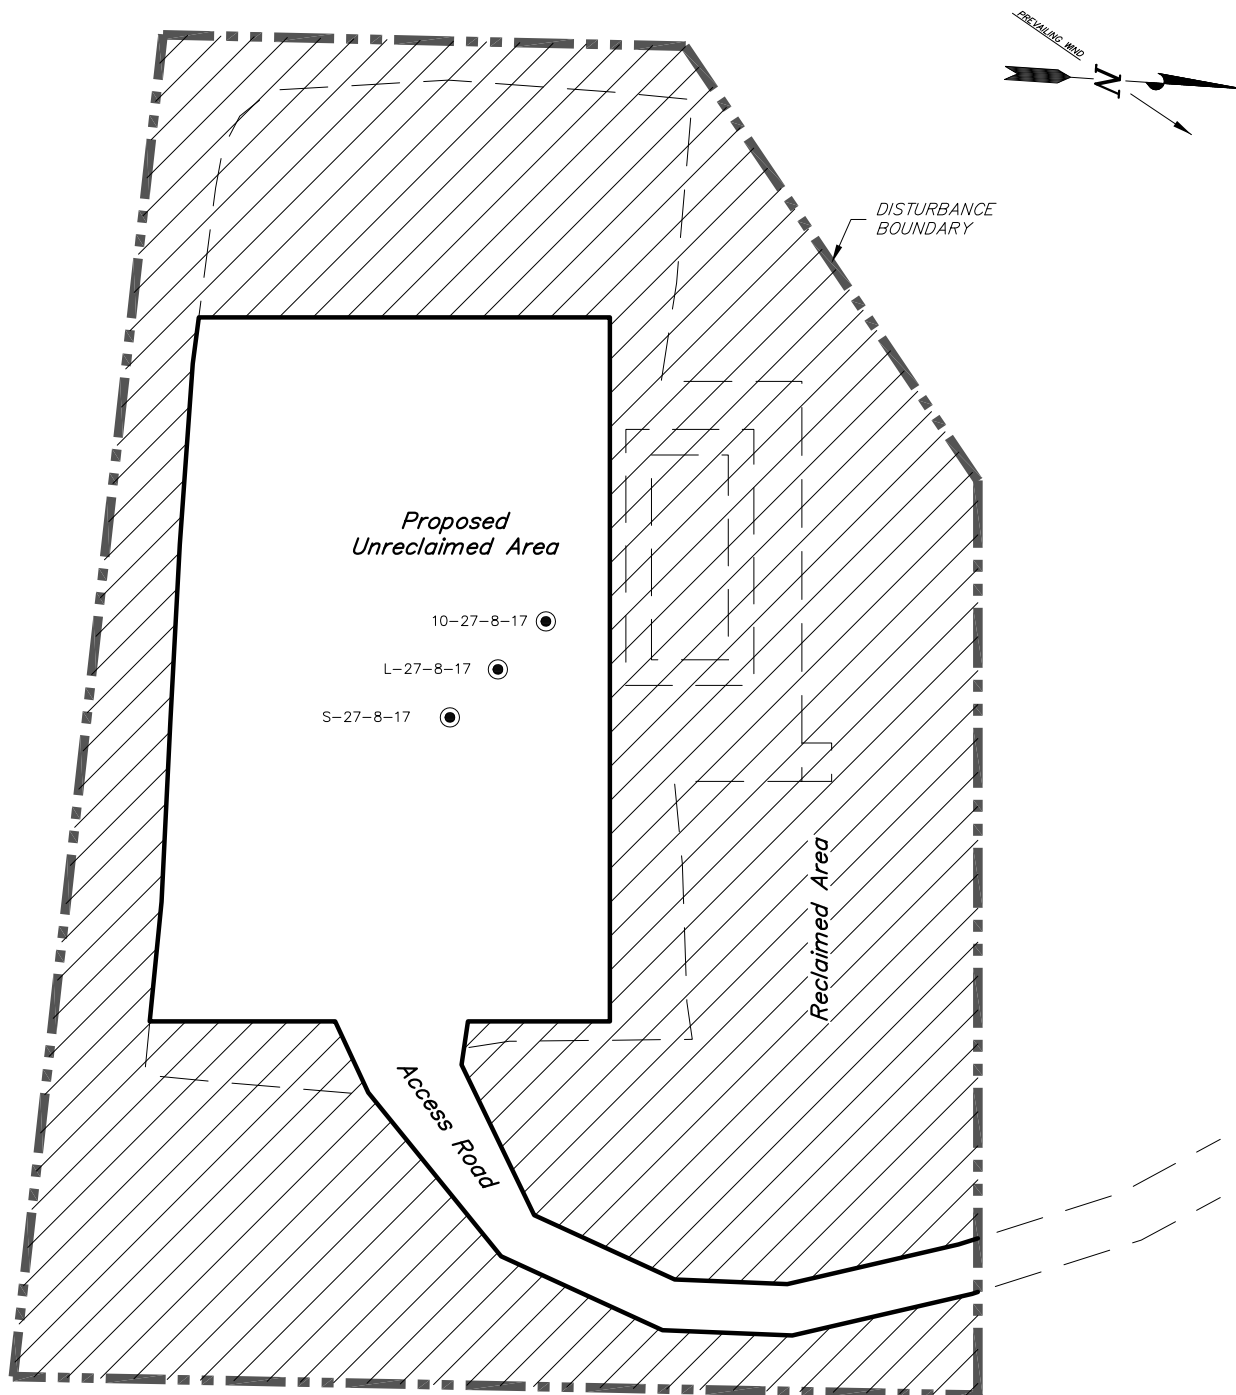 PREVAILING WIND
N
DISTURBANCE
BOUNDARY
Proposed
Unreclaimed Area
10-27-8-17
L-27-8-17
S-27-8-17
Reclaimed Area
Access Road